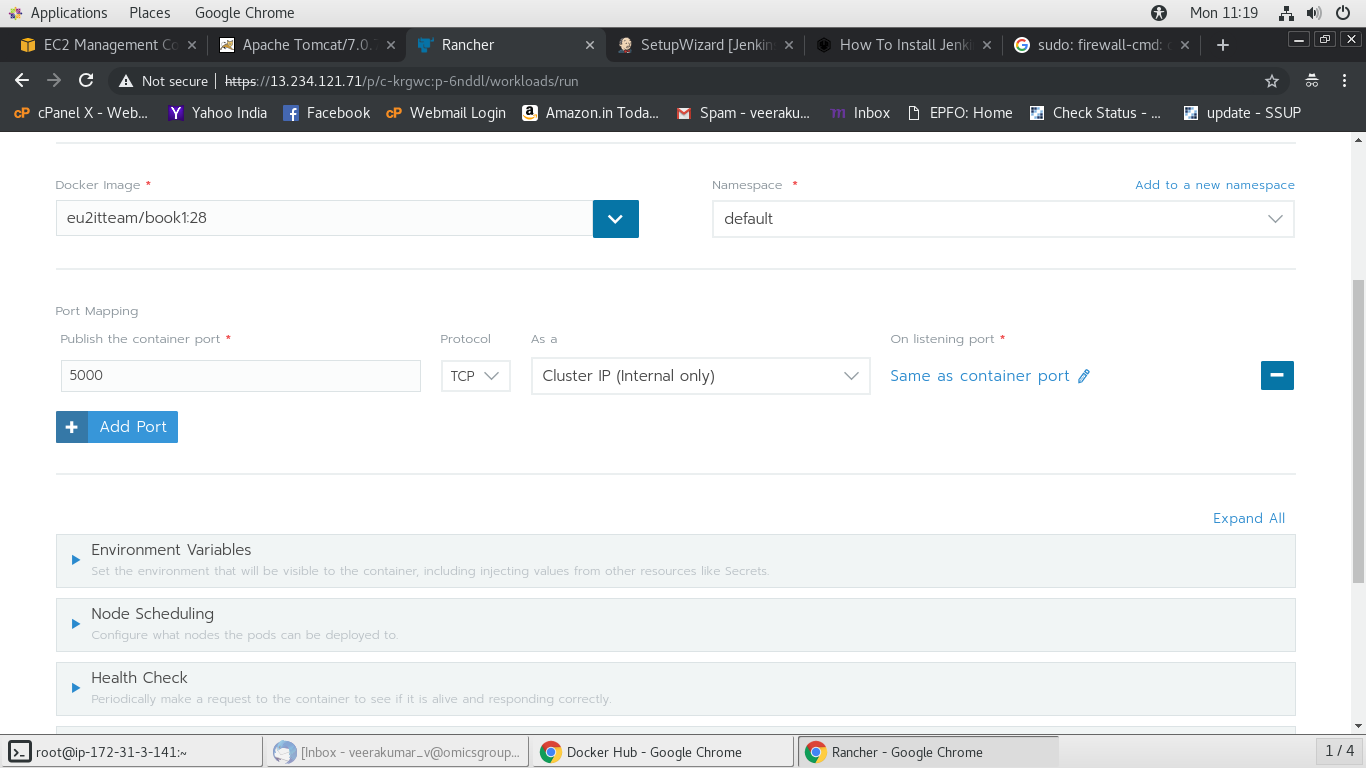 Applications Places Google Chrome Mon 11:19
EC2 Management Co Apache Tomcat/7.0.7 Rancher SetupWizard [Jenkin How To Install Jenki sudo: firewall-cmd: c
Not secure https://13.234.121.71/p/c-krgwc:p-6nddl/workloads/run
cP cPanel X - Web... Yahoo India Facebook cP Webmail Login Amazon.in Toda... Spam - veeraku... Inbox EPFO: Home Check Status - ... update - SSUP
Docker Image * Namespace * Add to a new namespace
eu2itteam/book1:28 default
Port Mapping
Publish the container port * Protocol As a On listening port *
5000 TCP Cluster IP (Internal only) Same as container port
+ Add Port
Expand All
Environment Variables
Set the environment that will be visible to the container, including injecting values from other resources like Secrets.
Node Scheduling
Configure what nodes the pods can be deployed to.
Health Check
Periodically make a request to the container to see if it is alive and responding correctly.
root@ip-172-31-3-141:~ [Inbox - veerakumar_v@omicsgroup... Docker Hub - Google Chrome Rancher - Google Chrome 1 / 4